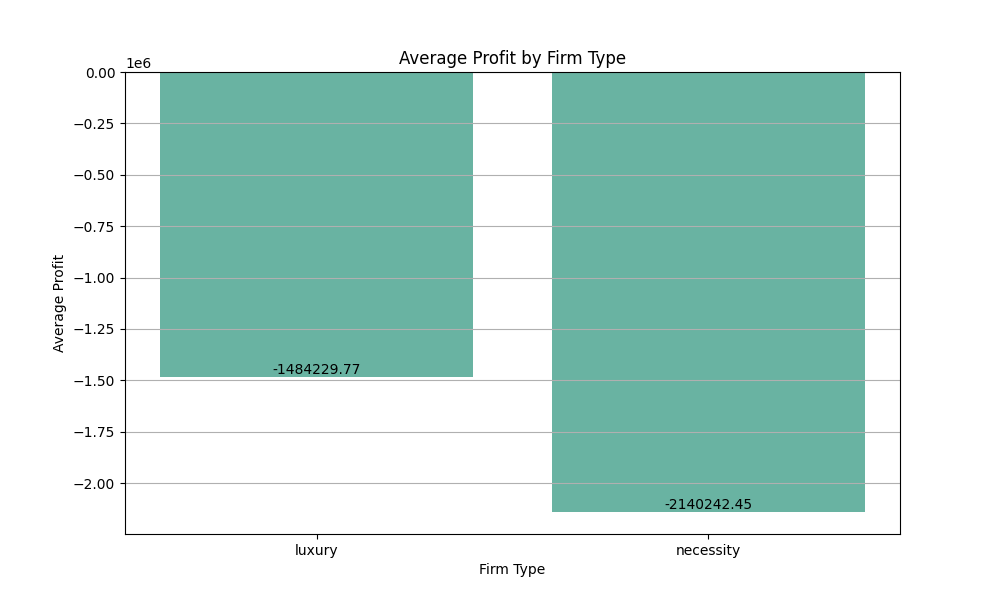 Average Profit by Firm Type
1e6
0.00
−0.25
−0.50
−0.75
−1.00
−1.25
−1.50
−1.75
−2.00
Average Profit
-1484229.77
-2140242.45
luxury
necessity
Firm Type